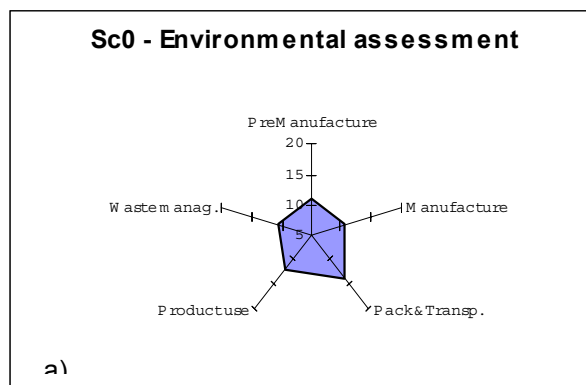 Sc0 - Environmental assessment
PreManufacture
20
15
Wastemanag.
Manufacture
10
5
Productuse
Pack&Transp.
a)